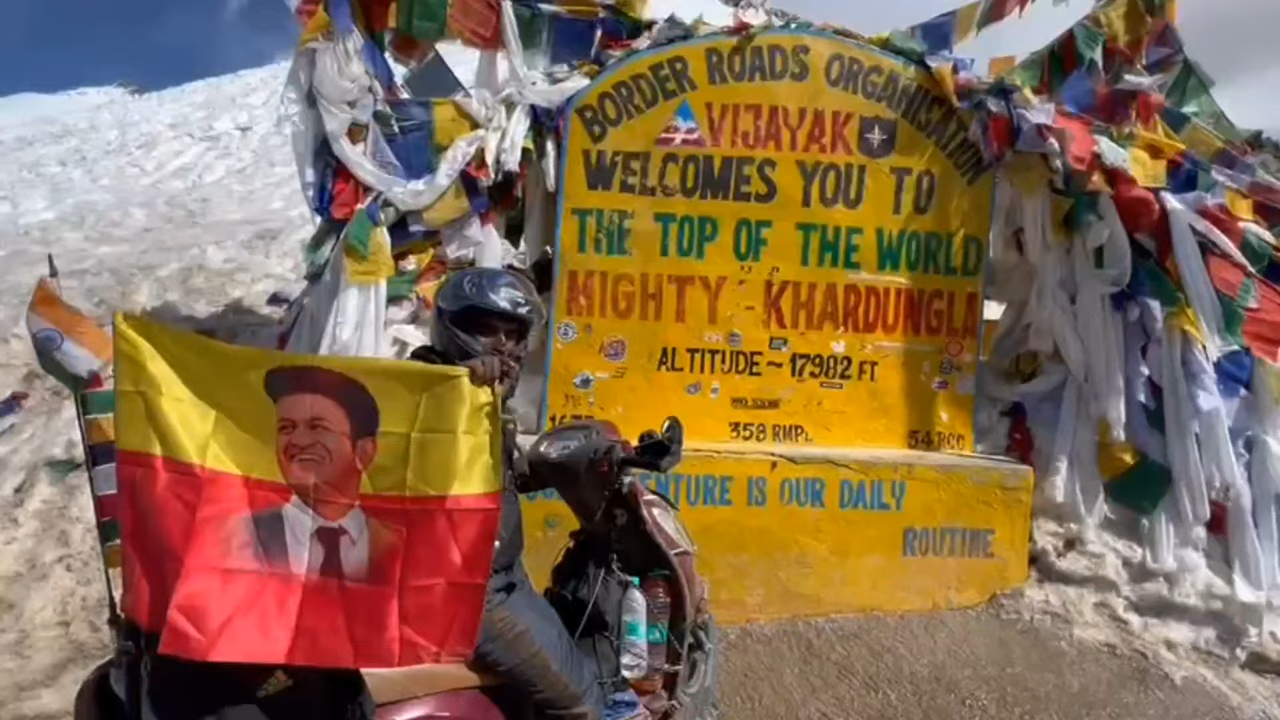 BORDER ROADS ORGANISATION
VIJAYAK
WELCOMES YOU TO
THE TOP OF THE WORLD
MIGHTY - KHARDUNGLA
ALTITUDE ~ 17982 FT
359 RMPL 54 RCC
ENTURE IS OUR DAILY
ROUTINE